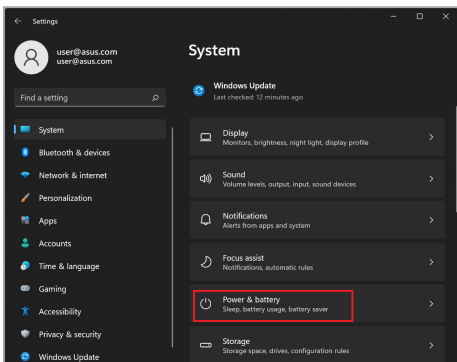 Settings
user@asus.com
user@asus.com
Find a setting
System
Bluetooth & devices
Network & internet
Personalization
Apps
Accounts
Time & language
Gaming
Accessibility
Privacy & security
Windows Update
System
Windows Update
Last checked: 12 minutes ago
Display
Monitors, brightness, night light, display profile
Sound
Volume levels, output, input, sound devices
Notifications
Alerts from apps and system
Focus assist
Notifications, automatic rules
Power & battery
Sleep, battery usage, battery saver
Storage
Storage space, drives, configuration rules